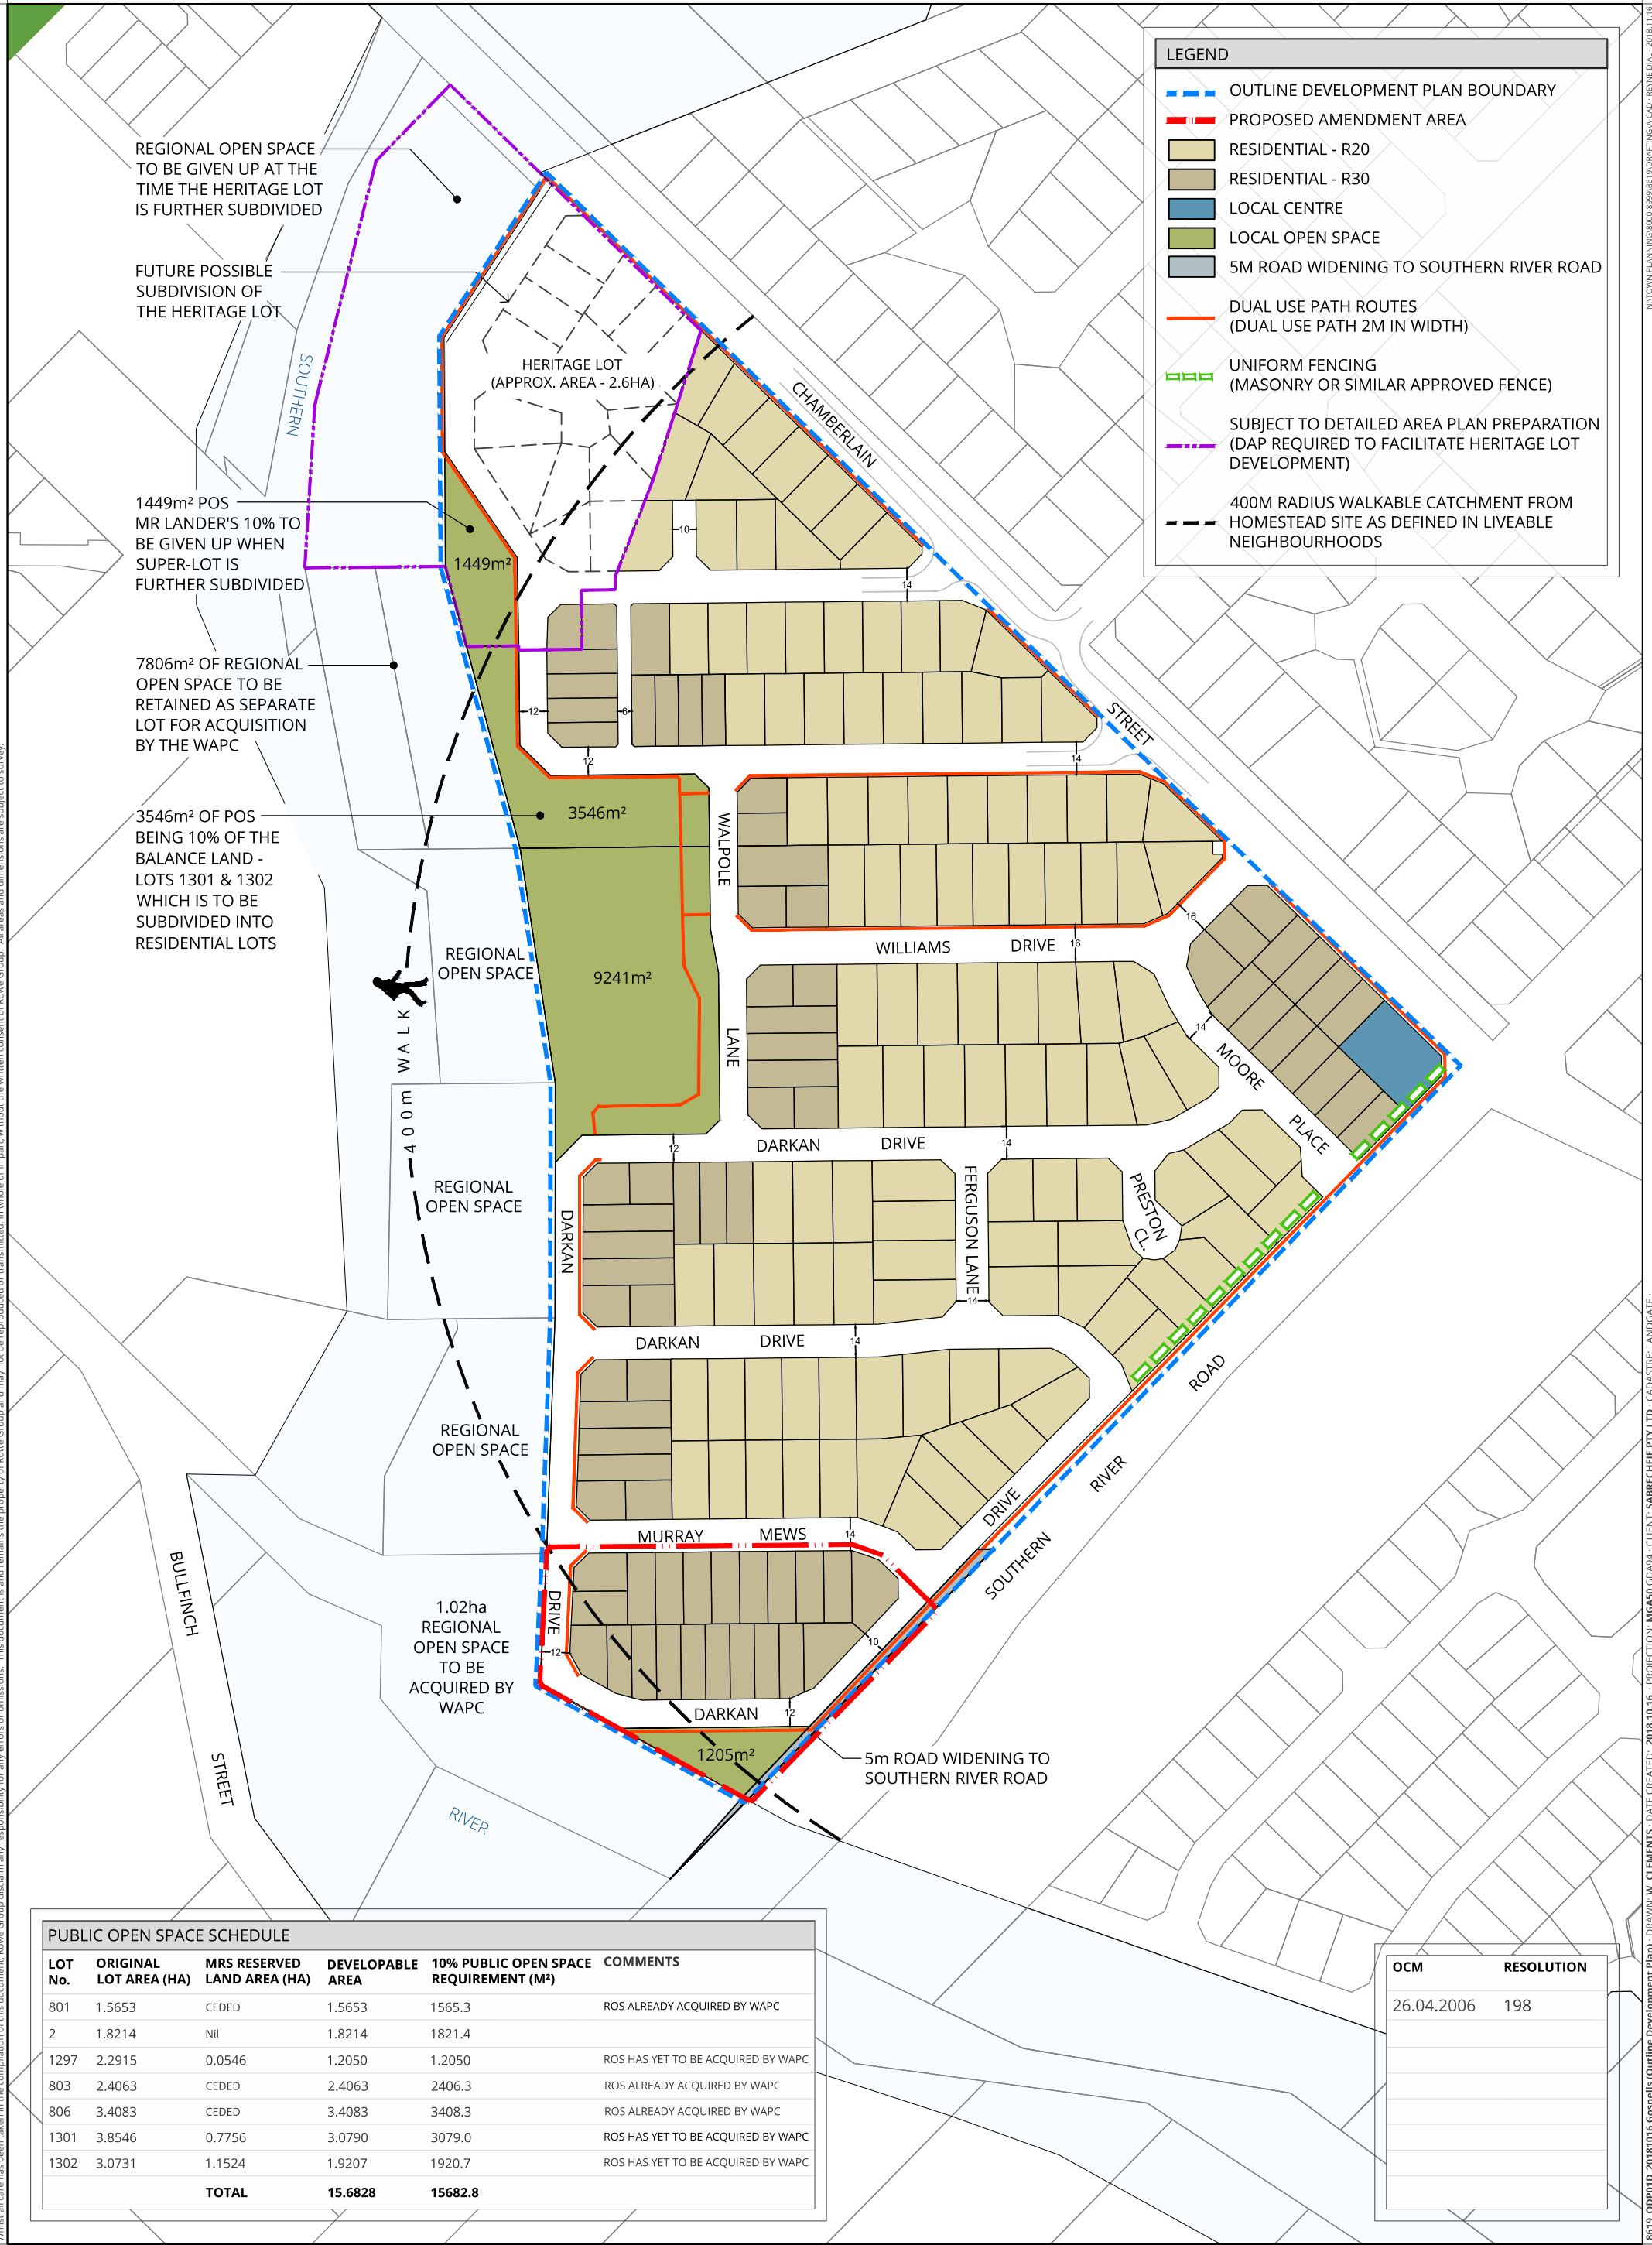 LEGEND
OUTLINE DEVELOPMENT PLAN BOUNDARY
PROPOSED AMENDMENT AREA
RESIDENTIAL - R20
RESIDENTIAL - R30
LOCAL CENTRE
LOCAL OPEN SPACE
5M ROAD WIDENING TO SOUTHERN RIVER ROAD
DUAL USE PATH ROUTES
(DUAL USE PATH 2M IN WIDTH)
UNIFORM FENCING
(MASONRY OR SIMILAR APPROVED FENCE)
SUBJECT TO DETAILED AREA PLAN PREPARATION
(DAP REQUIRED TO FACILITATE HERITAGE LOT
DEVELOPMENT)
400M RADIUS WALKABLE CATCHMENT FROM
HOMESTEAD SITE AS DEFINED IN LIVEABLE
NEIGHBOURHOODS
REGIONAL OPEN SPACE
TO BE GIVEN UP AT THE
TIME THE HERITAGE LOT
IS FURTHER SUBDIVIDED
FUTURE POSSIBLE
SUBDIVISION OF
THE HERITAGE LOT
SOUTHERN
HERITAGE LOT
(APPROX. AREA - 2.6HA)
CHAMBERLAIN
STREET
1449m² POS
MR LANDER'S 10% TO
BE GIVEN UP WHEN
SUPER-LOT IS
FURTHER SUBDIVIDED
1449m²
10
14
7806m² OF REGIONAL
OPEN SPACE TO BE
RETAINED AS SEPARATE
LOT FOR ACQUISITION
BY THE WAPC
12
6
12
14
3546m² OF POS
BEING 10% OF THE
BALANCE LAND -
LOTS 1301 & 1302
WHICH IS TO BE
SUBDIVIDED INTO
RESIDENTIAL LOTS
3546m²
WALPOLE
LANE
16
WILLIAMS DRIVE
16
REGIONAL
OPEN SPACE
9241m²
400m WALK
14
MOORE
PLACE
DARKAN DRIVE
12
14
REGIONAL
OPEN SPACE
DARKAN
FERGUSON LANE
14
PRESTON
CL.
DARKAN DRIVE
14
SOUTHERN
RIVER
ROAD
REGIONAL
OPEN SPACE
DRIVE
MURRAY MEWS
14
BULLFINCH
STREET
1.02ha
REGIONAL
OPEN SPACE
TO BE
ACQUIRED BY
WAPC
DRIVE
12
10
DARKAN
12
1205m²
5m ROAD WIDENING TO
SOUTHERN RIVER ROAD
RIVER
PUBLIC OPEN SPACE SCHEDULE
LOT No. ORIGINAL LOT AREA (HA) MRS RESERVED LAND AREA (HA) DEVELOPABLE AREA 10% PUBLIC OPEN SPACE REQUIREMENT (M²) COMMENTS
801 1.5653 CEDED 1.5653 1565.3 ROS ALREADY ACQUIRED BY WAPC
2 1.8214 Nil 1.8214 1821.4
1297 2.2915 0.0546 1.2050 1.2050 ROS HAS YET TO BE ACQUIRED BY WAPC
803 2.4063 CEDED 2.4063 2406.3 ROS ALREADY ACQUIRED BY WAPC
806 3.4083 CEDED 3.4083 3408.3 ROS ALREADY ACQUIRED BY WAPC
1301 3.8546 0.7756 3.0790 3079.0 ROS HAS YET TO BE ACQUIRED BY WAPC
1302 3.0731 1.1524 1.9207 1920.7 ROS HAS YET TO BE ACQUIRED BY WAPC
TOTAL 15.6828 15682.8
OCM RESOLUTION
26.04.2006 198